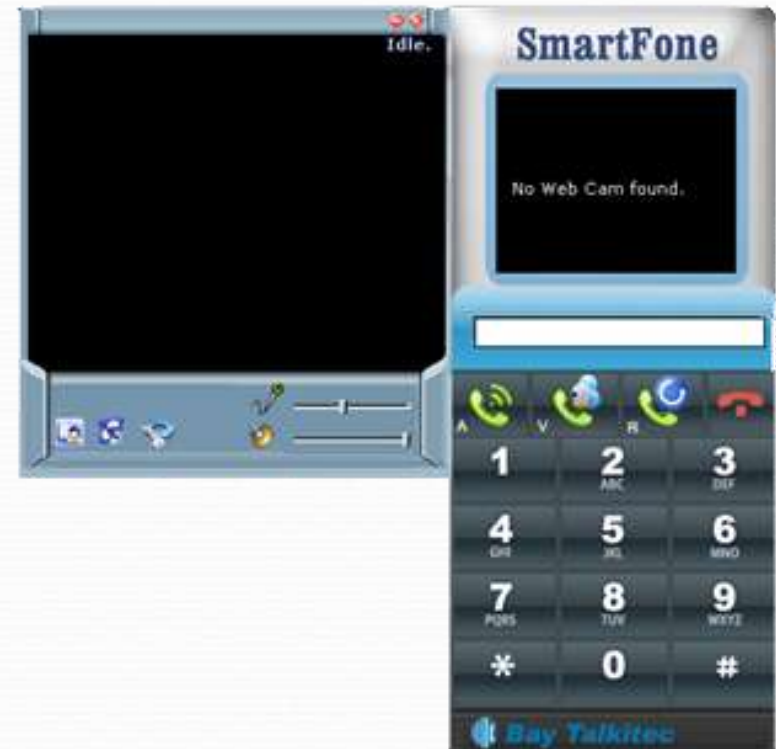 Idle.
SmartFone
No Web Cam found.
A V R
1 2 3
ABC DEF
4 5 6
GHI JKL MNO
7 8 9
PQRS TUV WXYZ
* 0 #
Bay Talkitec